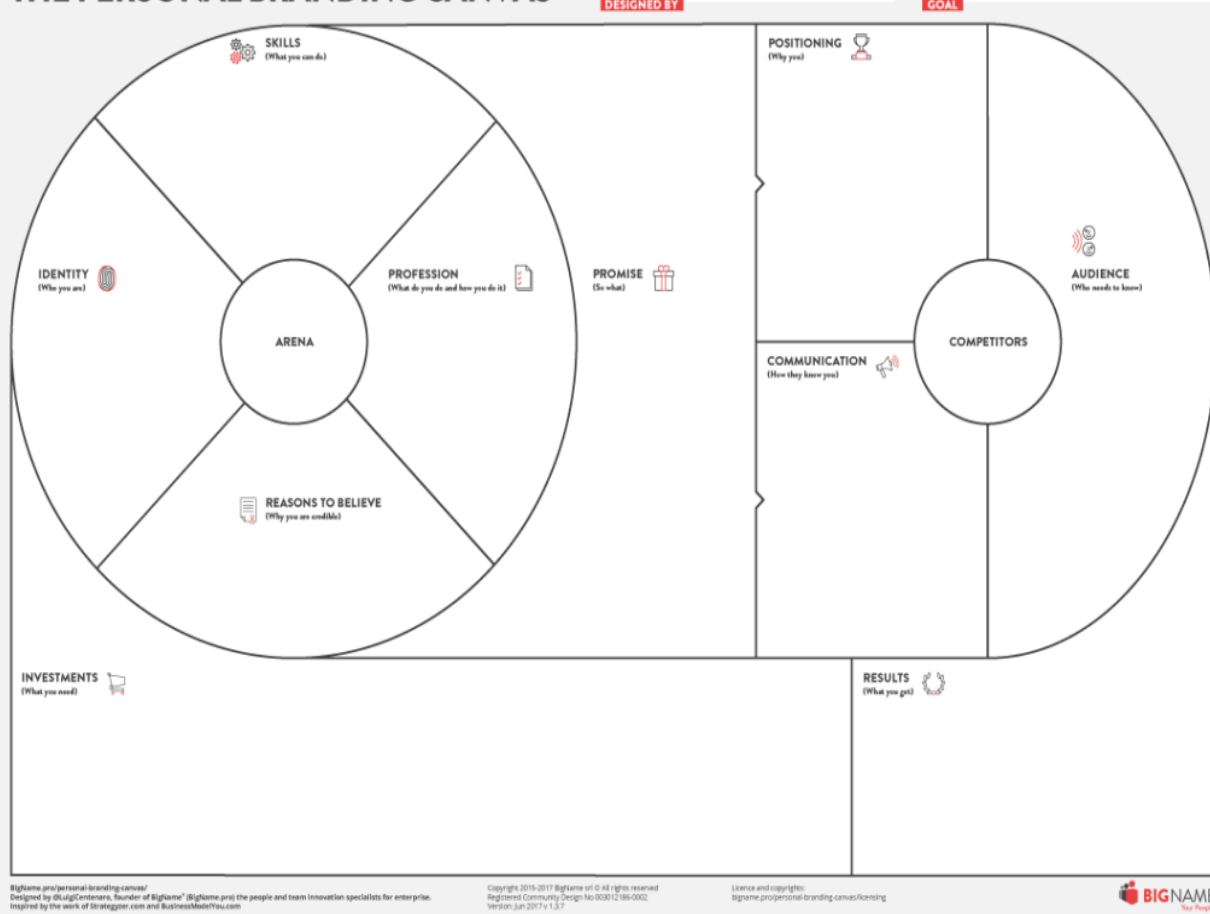 THE PERSONAL BRANDING CANVAS
DESIGNED BY
GOAL
SKILLS
(What you can do)
IDENTITY
(Who you are)
PROFESSION
(What do you do and how you do it)
ARENA
REASONS TO BELIEVE
(Why you are credible)
PROMISE
(So what)
POSITIONING
(Why you)
COMMUNICATION
(How they know you)
COMPETITORS
AUDIENCE
(Who needs to know)
INVESTMENTS
(What you need)
RESULTS
(What you get)
BigName.pro/personal-branding-canvas/
Designed by @LuigiCentenaro, founder of BigName® (BigName.pro) the people and team innovation specialists for enterprise.
Inspired by the work of Strategyzer.com and BusinessModelYou.com
Copyright 2015-2017 BigName srl © All rights reserved
Registered Community Design No 003012186-0002
Version: Jun 2017 v 1.3.7
Licence and copyrights:
bigname.pro/personal-branding-canvas/licensing
BIGNAME
Your People